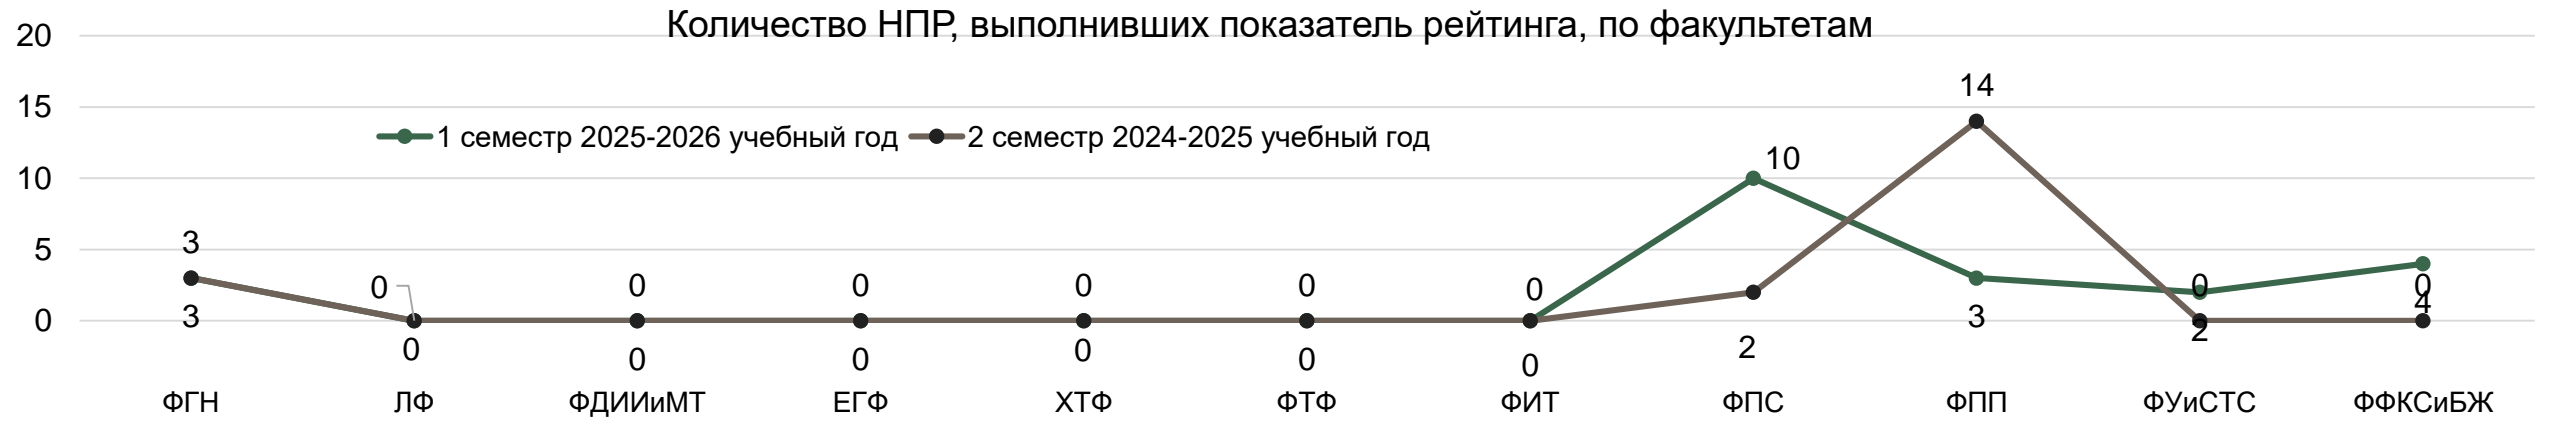 Количество НПР, выполнивших показатель рейтинга, по факультетам
20
15
10
5
0
1 семестр 2025-2026 учебный год 2 семестр 2024-2025 учебный год
14
10
3
0 0 0 0 0 0 0 0
3 0 0 0 0 0 0 2 3 2 4
ФГН ЛФ ФДИИиМТ ЕГФ ХТФ ФТФ ФИТ ФПС ФПП ФУиСТС ФФКСиБЖ